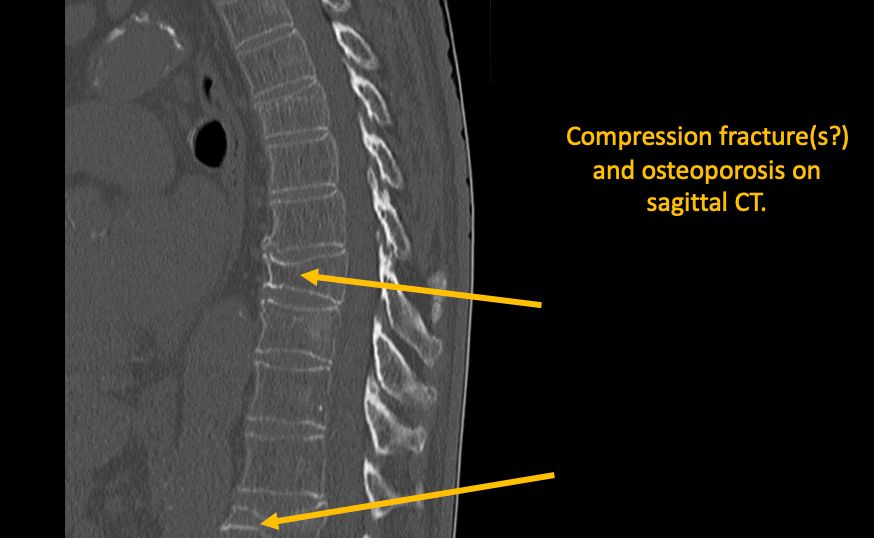 Compression fracture(s?)
and osteoporosis on
sagittal CT.